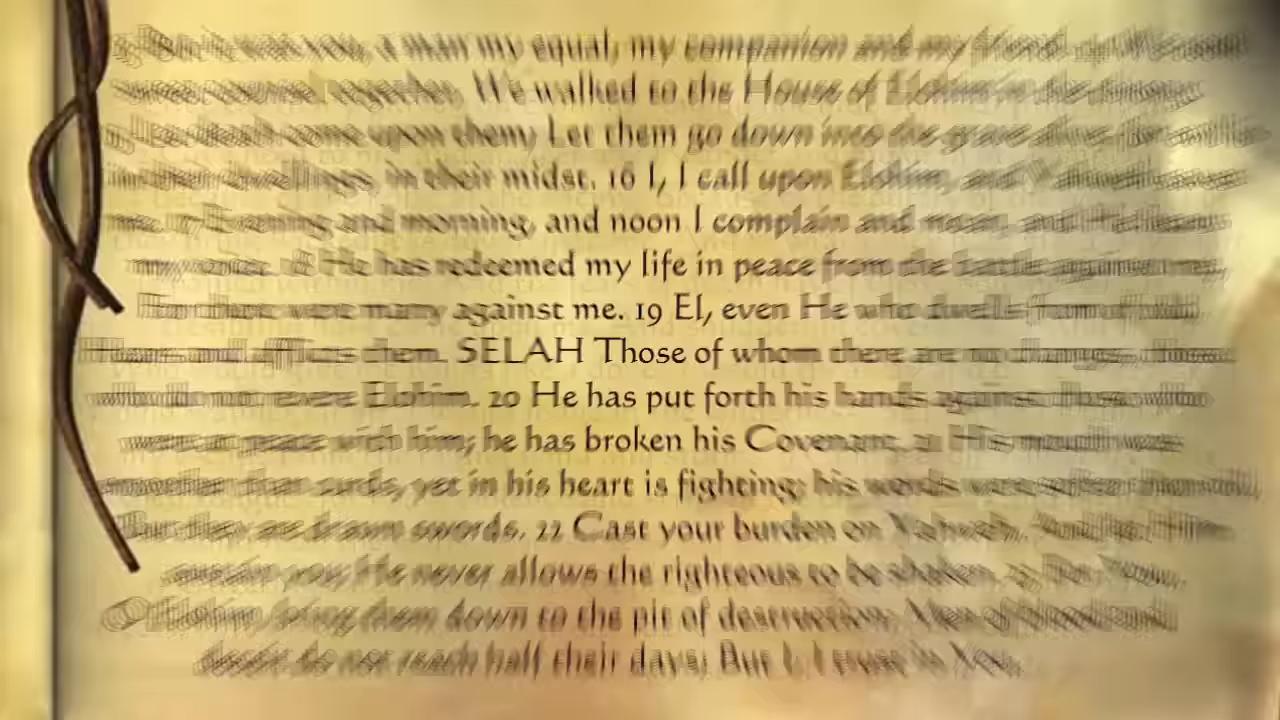 But it was you, a man my equal, my companion and my friend.
sweet counsel together, We walked to the House of Elohim in the throng.
Let death come upon them; Let them go down into the grave
in their dwellings, in their midst. 16 I, I call upon Elohim, and
me. 17 Evening and morning, and noon I complain and moan, and He hears
my voice. 18 He has redeemed my life in peace from the battle against me,
For there were many against me. 19 El, even He who dwells from of old
Hears and afflicts them. SELAH Those of whom there are no changes, those
who do not revere Elohim. 20 He has put forth his hands against those who
were at peace with him; he has broken his Covenant. 21 His mouth was
smoother than curds, yet in his heart is fighting; his words were softer than oil,
But they are drawn swords. 22 Cast your burden on Yahweh, And let Him
sustain you; He never allows the righteous to be shaken. 23 But You,
O Elohim, bring them down to the pit of destruction; Men of blood and
deceit do not reach half their days; But I, I trust in You.